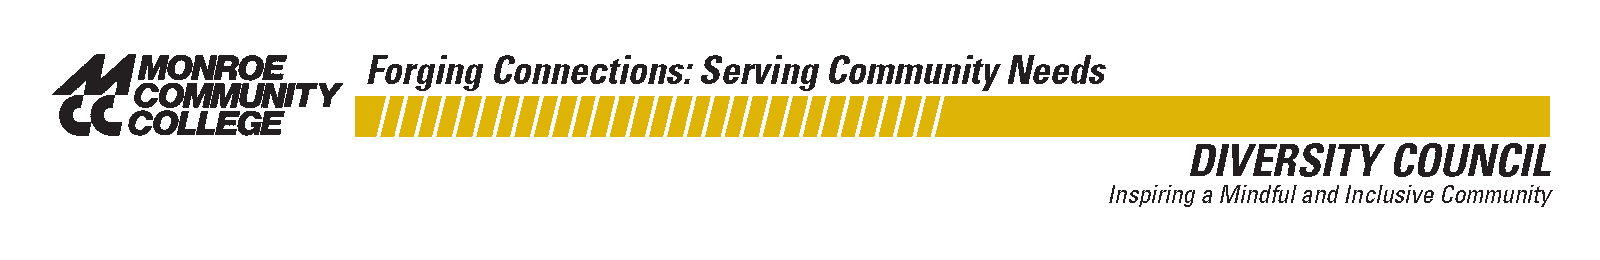 MONROE
COMMUNITY
COLLEGE
Forging Connections: Serving Community Needs
DIVERSITY COUNCIL
Inspiring a Mindful and Inclusive Community